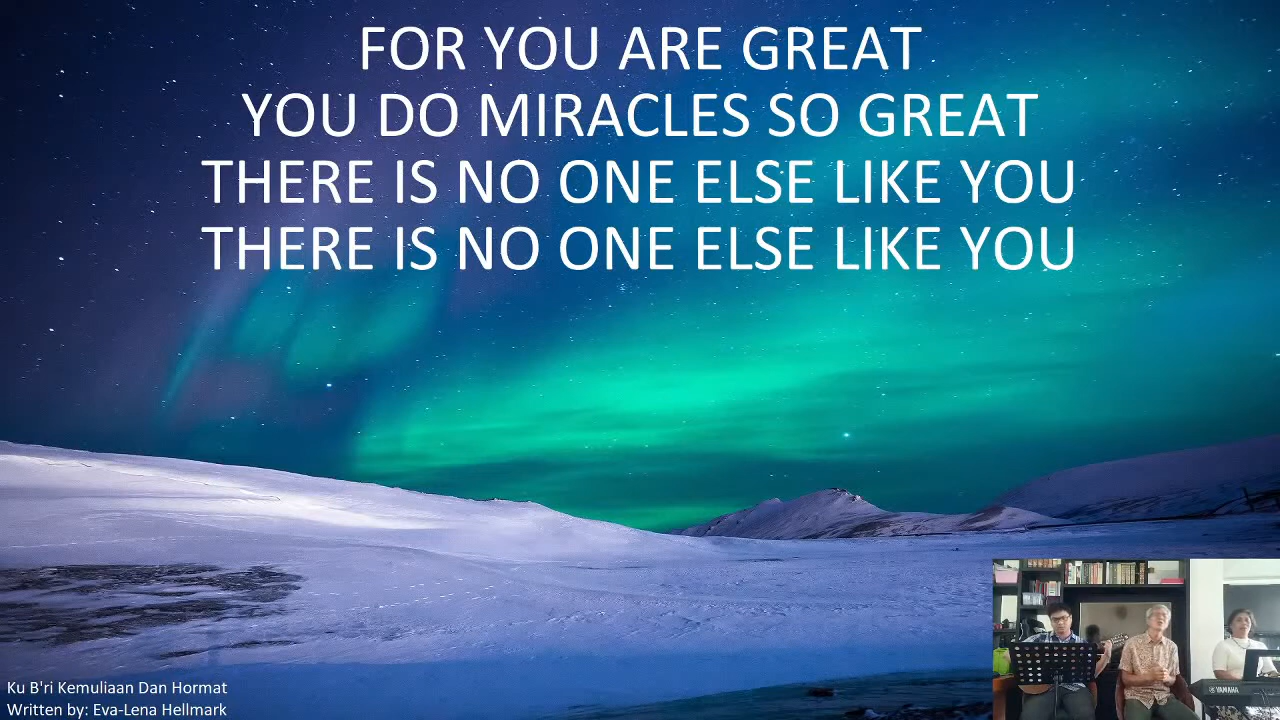 FOR YOU ARE GREAT
YOU DO MIRACLES SO GREAT
THERE IS NO ONE ELSE LIKE YOU
THERE IS NO ONE ELSE LIKE YOU
Ku B'ri Kemuliaan Dan Hormat
Written by: Eva-Lena Hellmark
YAMAHA